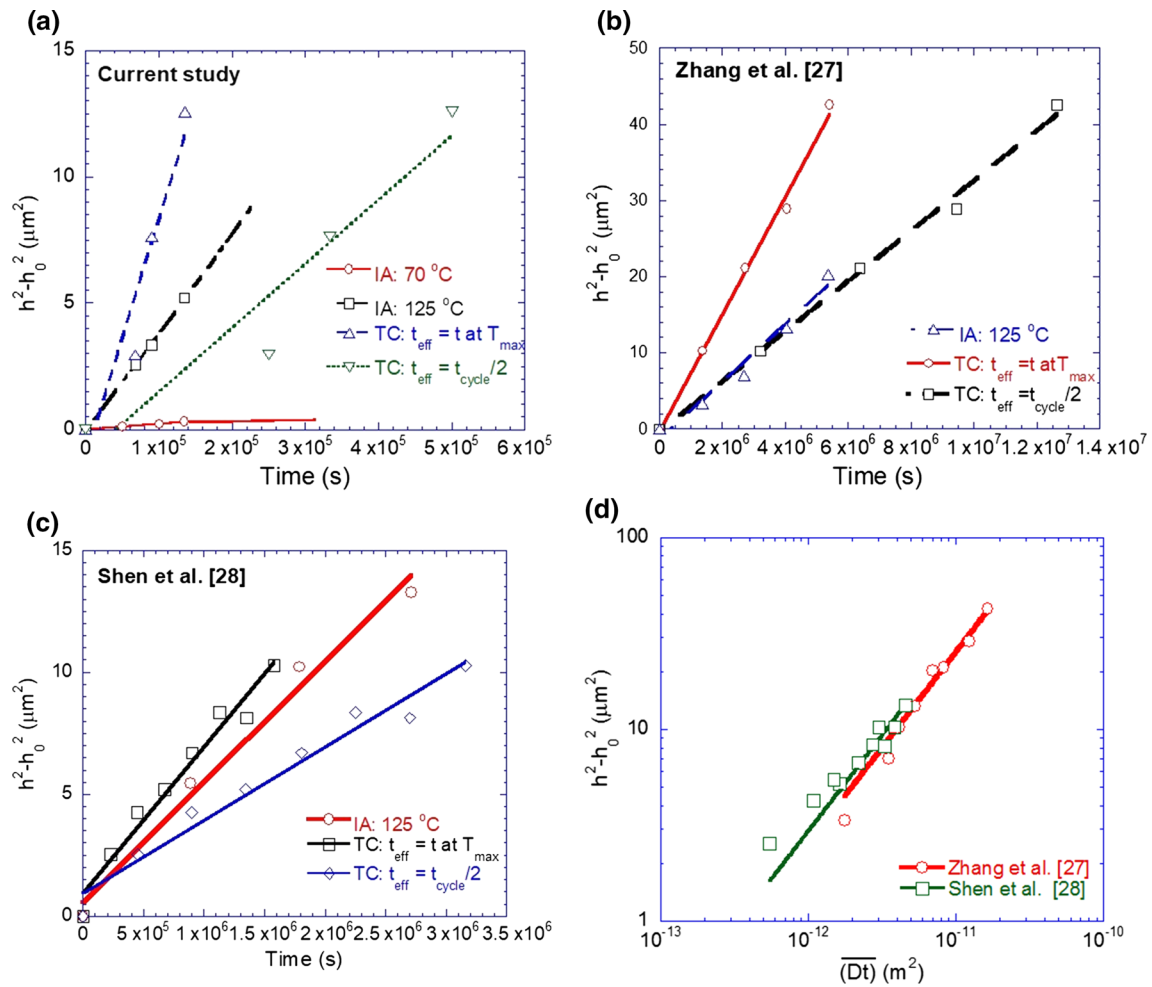 (a)
15
10
5
0
h²-h₀² (μm²)
Current study
IA: 70 °C
IA: 125 °C
TC: t_eff = t at T_max
TC: t_eff = t_cycle/2
0 1x10⁵ 2x10⁵ 3x10⁵ 4x10⁵ 5x10⁵ 6x10⁵
Time (s)
(b)
50
40
30
20
10
0
h²-h₀² (μm²)
Zhang et al. [27]
IA: 125 °C
TC: t_eff =t atT_max
TC: t_eff = t_cycle/2
0 2x10⁶ 4x10⁶ 6x10⁶ 8x10⁶ 1x10⁷ 1.2x10⁷ 1.4x10⁷
Time (s)
(c)
15
10
5
0
h²-h₀² (μm²)
Shen et al. [28]
IA: 125 °C
TC: t_eff = t at T_max
TC: t_eff = t_cycle/2
0 5x10⁵ 1x10⁶ 1.5x10⁶ 2x10⁶ 2.5x10⁶ 3x10⁶ 3.5x10⁶
Time (s)
(d)
100
10
1
h²-h₀² (μm²)
Zhang et al. [27]
Shen et al. [28]
10⁻¹³ 10⁻¹² 10⁻¹¹ 10⁻¹⁰
(D̅t̅) (m²)